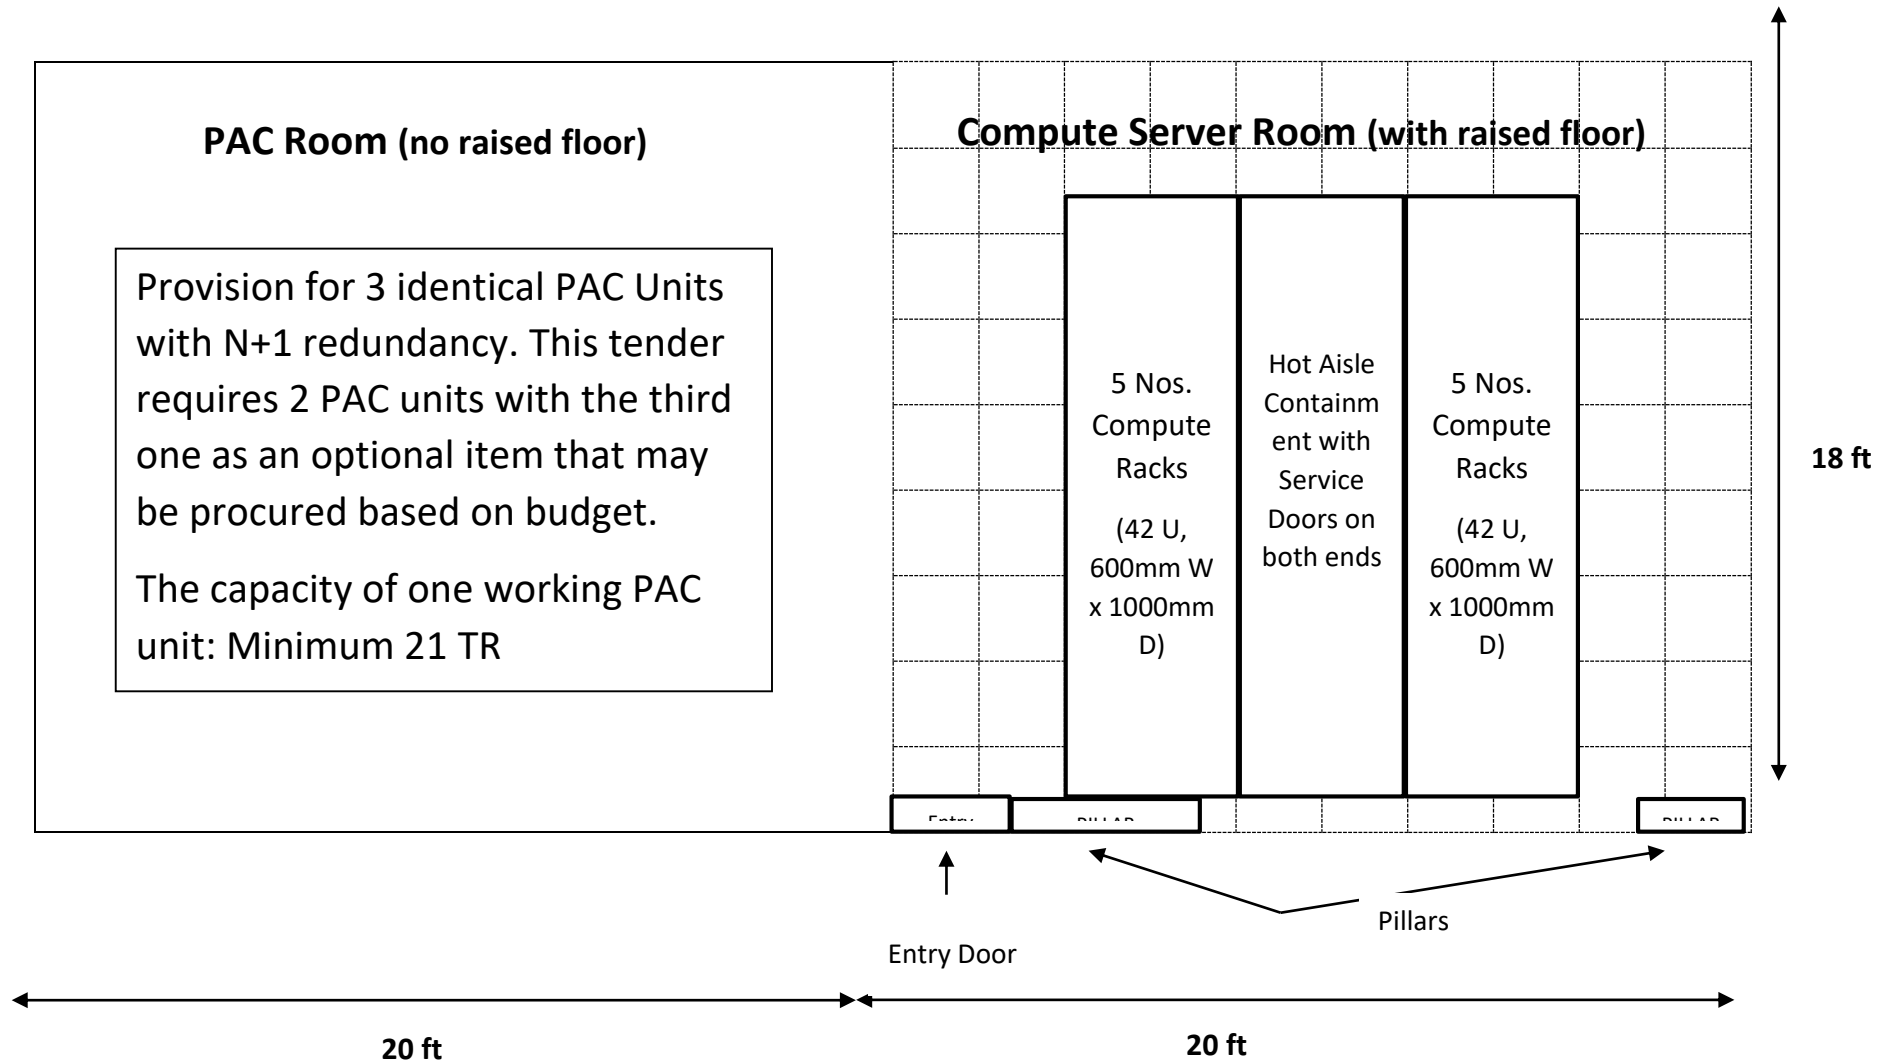 PAC Room (no raised floor)
Compute Server Room (with raised floor)
Provision for 3 identical PAC Units
with N+1 redundancy. This tender
requires 2 PAC units with the third
one as an optional item that may
be procured based on budget.
The capacity of one working PAC
unit: Minimum 21 TR
5 Nos.
Compute
Racks
(42 U,
600mm W
x 1000mm
D)
Hot Aisle
Containm
ent with
Service
Doors on
both ends
5 Nos.
Compute
Racks
(42 U,
600mm W
x 1000mm
D)
18 ft
Entry
PILLAR
PILLAR
Pillars
Entry Door
20 ft
20 ft